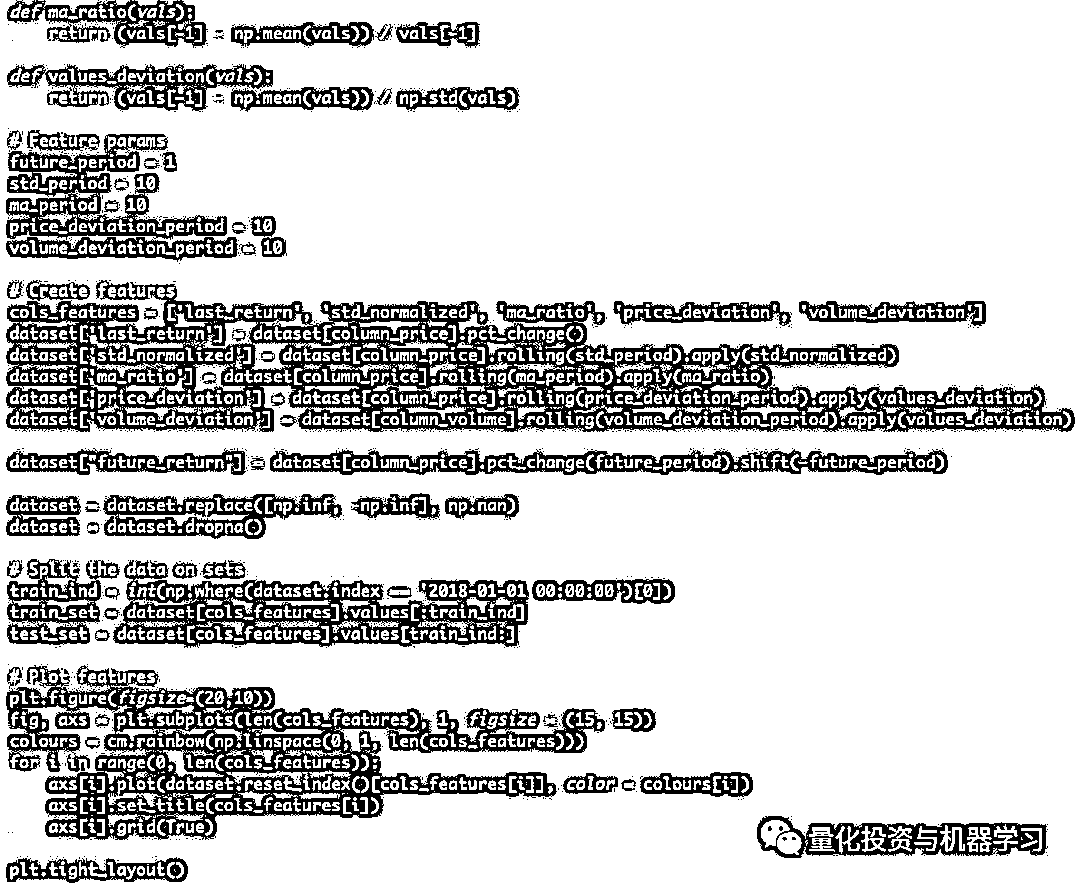 def ma_ratio(vals):
    return (vals[-1] - np.mean(vals)) / vals[-1]

def values_deviation(vals):
    return (vals[-1] - np.mean(vals)) / np.std(vals)

# Feature params
future_period = 1
std_period = 10
ma_period = 10
price_deviation_period = 10
volume_deviation_period = 10

# Create features
cols_features = ['last_return', 'std_normalized', 'ma_ratio', 'price_deviation', 'volume_deviation']
dataset['last_return'] = dataset[column_price].pct_change()
dataset['std_normalized'] = dataset[column_price].rolling(std_period).apply(std_normalized)
dataset['ma_ratio'] = dataset[column_price].rolling(ma_period).apply(ma_ratio)
dataset['price_deviation'] = dataset[column_price].rolling(price_deviation_period).apply(values_deviation)
dataset['volume_deviation'] = dataset[column_volume].rolling(volume_deviation_period).apply(values_deviation)

dataset["future_return"] = dataset[column_price].pct_change(future_period).shift(-future_period)

dataset = dataset.replace([np.inf, -np.inf], np.nan)
dataset = dataset.dropna()

# Split the data on sets
train_ind = int(np.where(dataset.index == '2018-01-01 00:00:00')[0])
train_set = dataset[cols_features].values[:train_ind]
test_set = dataset[cols_features].values[train_ind:]

# Plot features
plt.figure(figsize=(20,10))
fig, axs = plt.subplots(len(cols_features), 1, figsize = (15, 15))
colours = cm.rainbow(np.linspace(0, 1, len(cols_features)))
for i in range(0, len(cols_features)):
    axs[i].plot(dataset.reset_index()[cols_features[i]], color = colours[i])
    axs[i].set_title(cols_features[i])
    axs[i].grid(True)

plt.tight_layout()
量化投资与机器学习